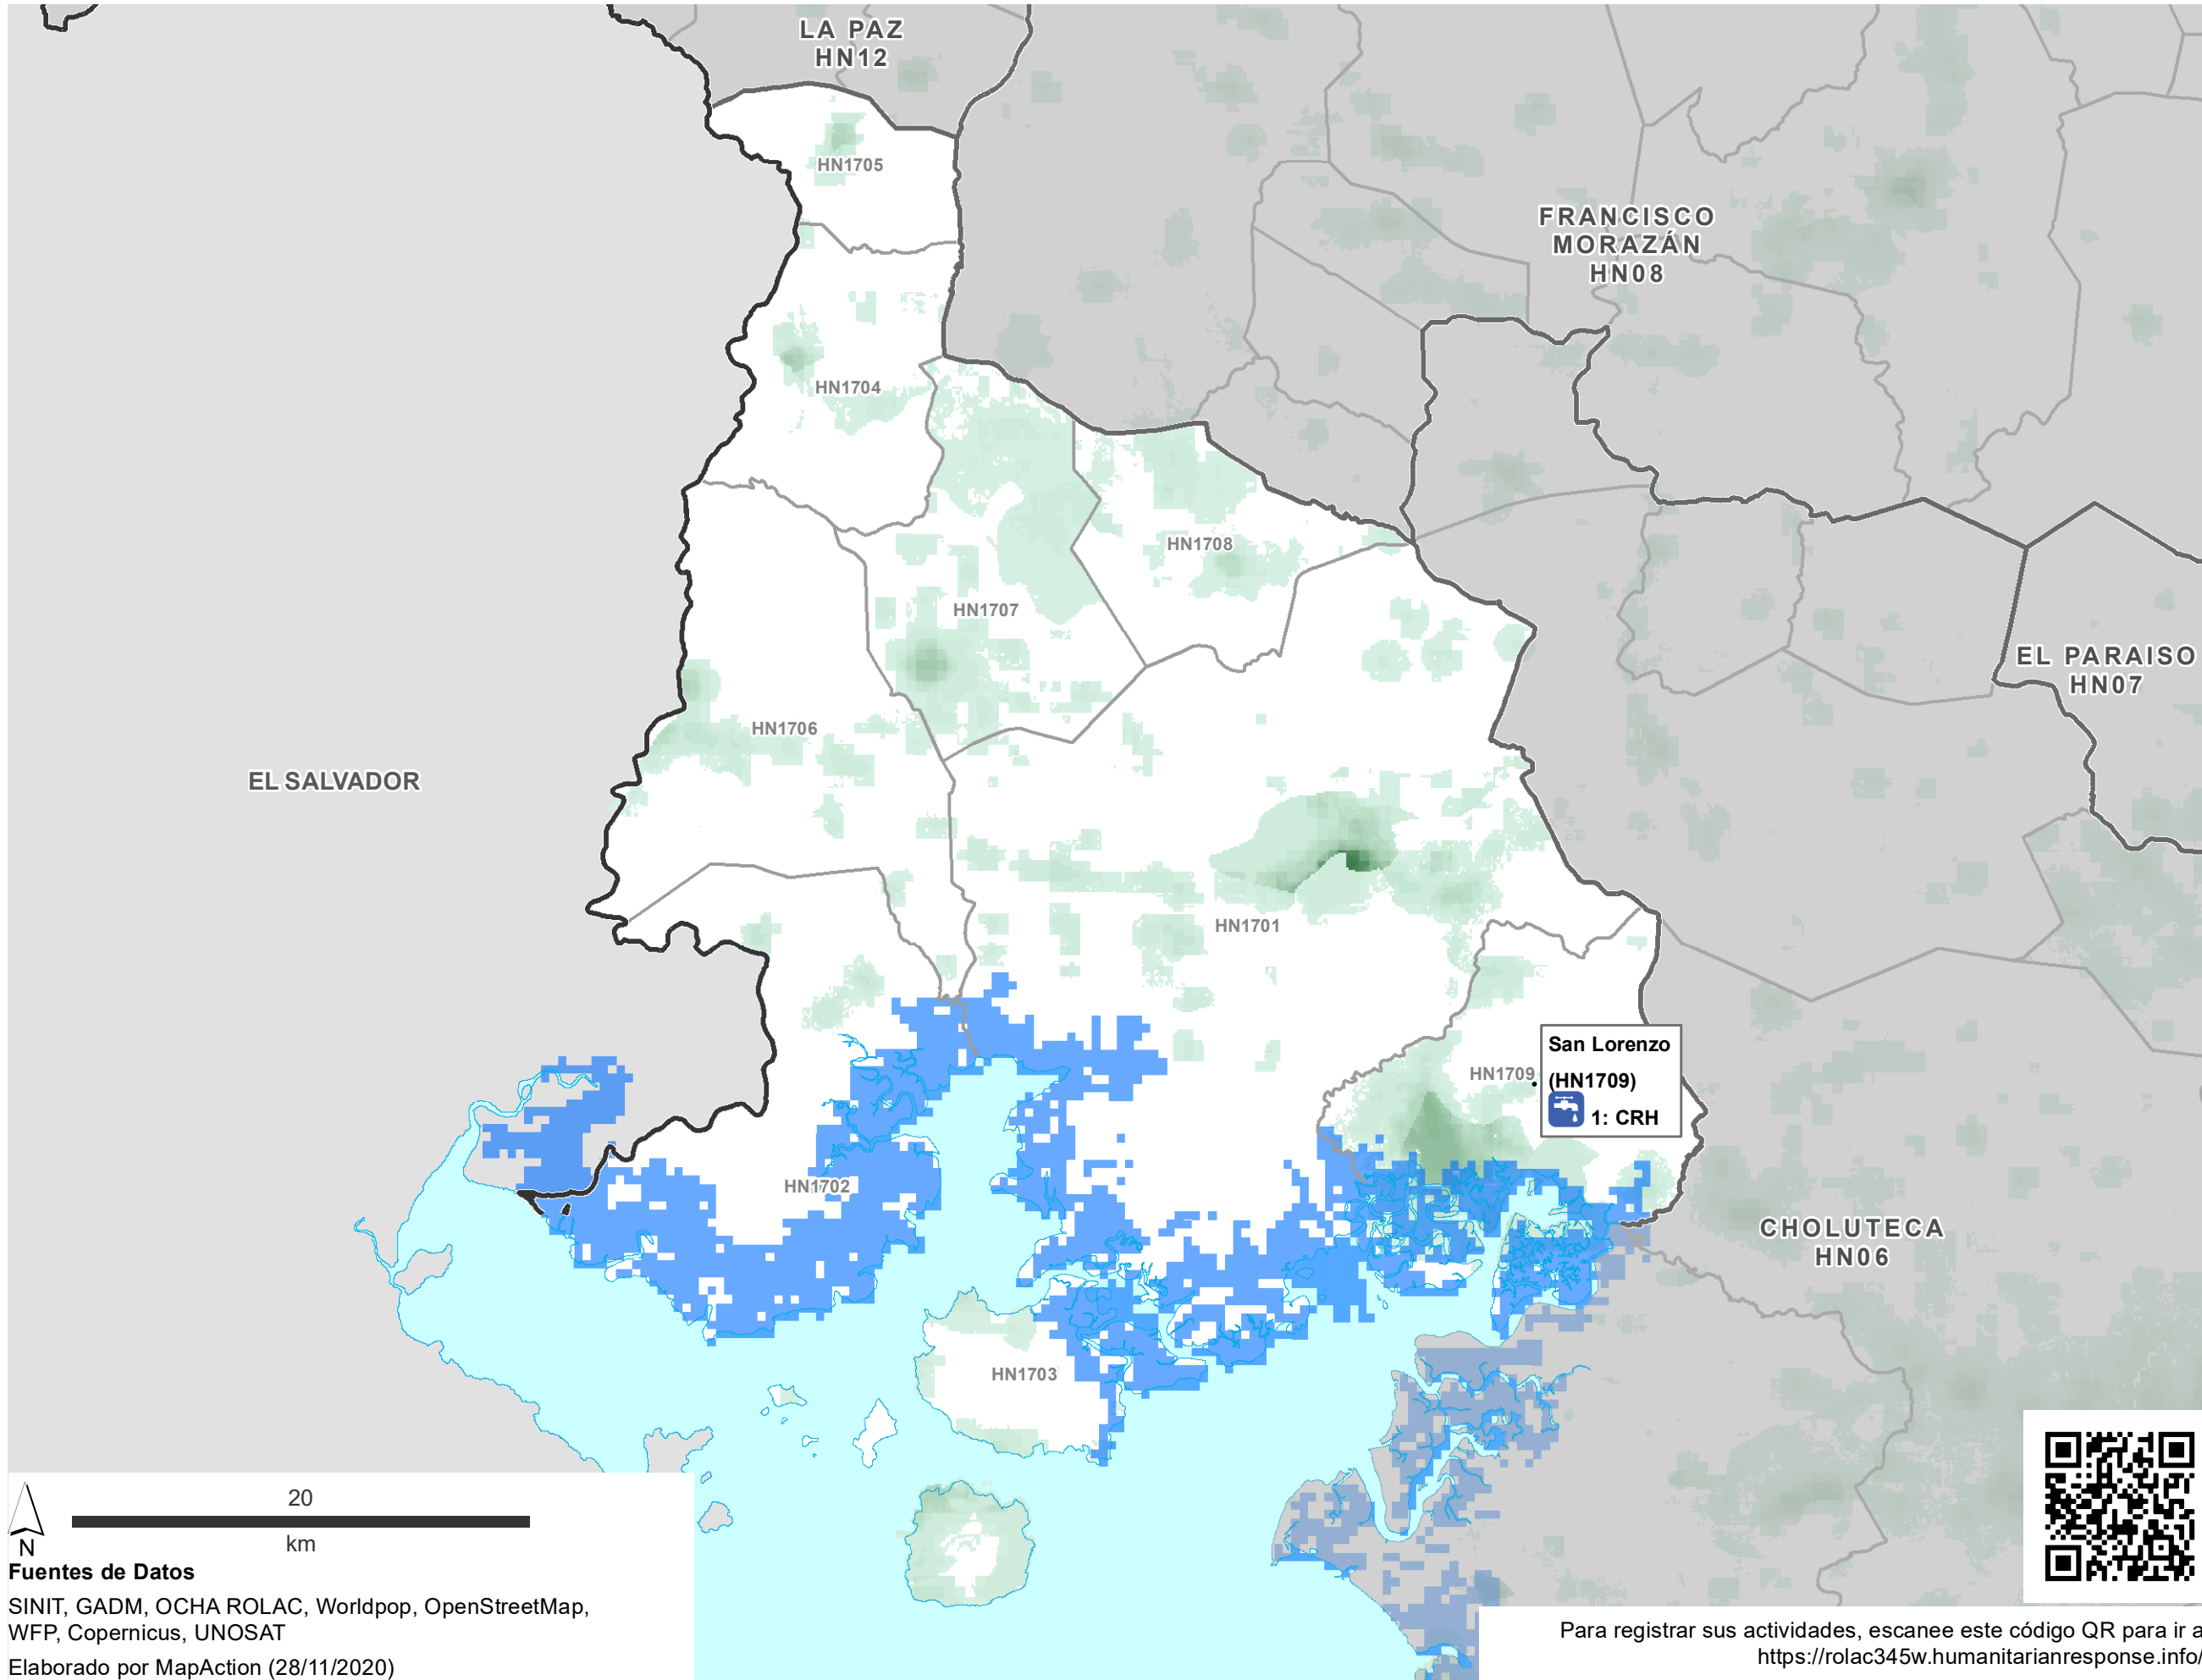 LA PAZ
HN12
HN1705
FRANCISCO
MORAZÁN
HN08
HN1704
HN1708
HN1707
EL PARAISO
HN07
HN1706
EL SALVADOR
HN1701
San Lorenzo
HN1709
(HN1709)
1: CRH
HN1702
CHOLUTECA
HN06
HN1703
20
km
N
Fuentes de Datos
SINIT, GADM, OCHA ROLAC, Worldpop, OpenStreetMap,
WFP, Copernicus, UNOSAT
Elaborado por MapAction (28/11/2020)
Para registrar sus actividades, escanee este código QR para ir a
https://rolac345w.humanitarianresponse.info/